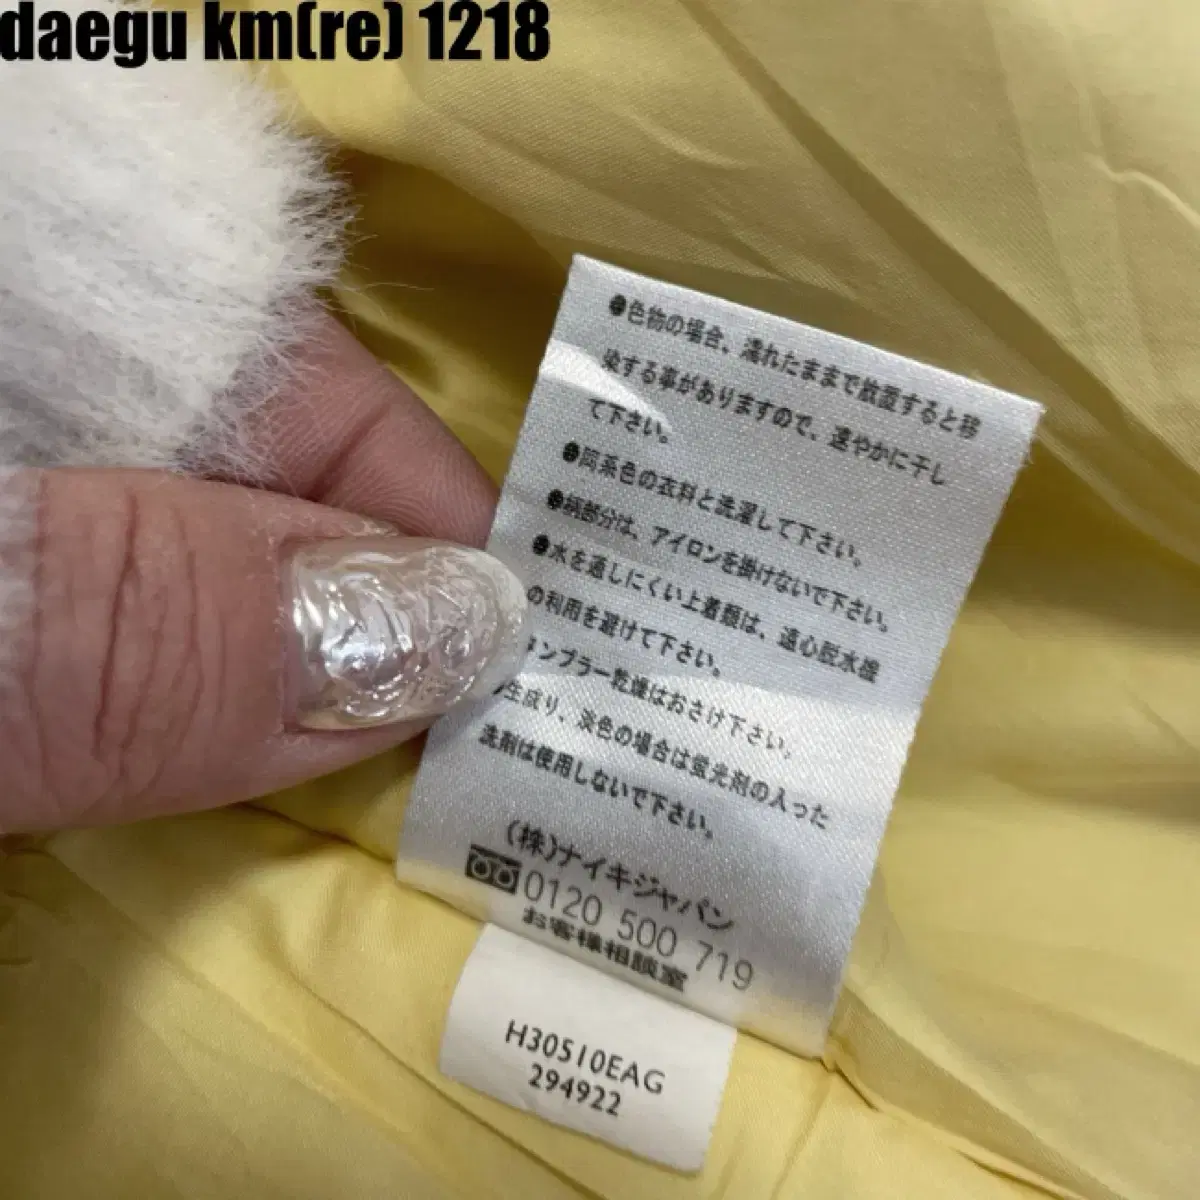 daegu km(re) 1218
●色物の場合、濡れたままで放置すると移
染する事がありますので、速やかに干し
て下さい。
●同系色の衣料と洗濯して下さい。
●柄部分は、アイロンを掛けないで下さい。
●水を通しにくい上着類は、遠心脱水機
の利用を避けて下さい。
ンブラー乾燥はおさけ下さい。
生成り、淡色の場合は蛍光剤の入った
洗剤は使用しないで下さい。
(株)ナイキジャパン
0120 500 719
お客様相談室
H30510EAG
294922